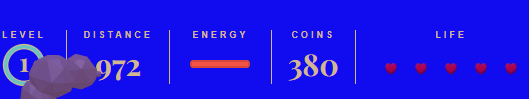 LEVEL DISTANCE ENERGY COINS LIFE
1 972 380